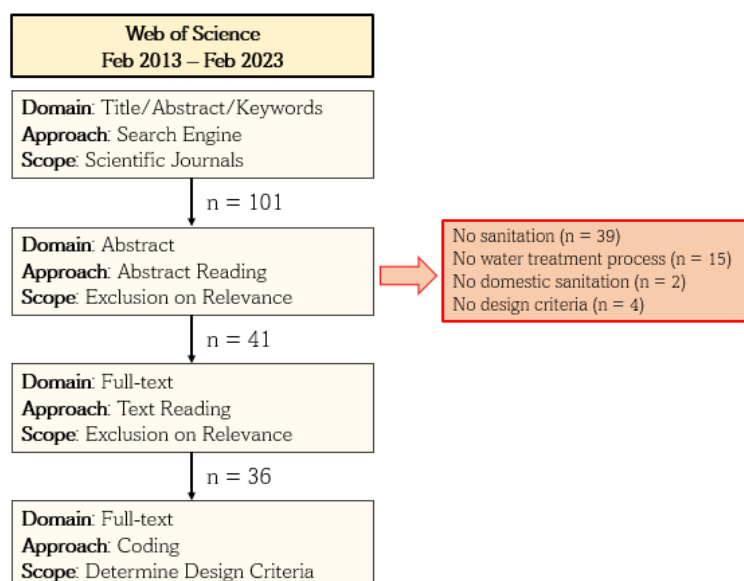 Web of Science
Feb 2013 – Feb 2023
Domain: Title/Abstract/Keywords
Approach: Search Engine
Scope: Scientific Journals
n = 101
Domain: Abstract
Approach: Abstract Reading
Scope: Exclusion on Relevance
No sanitation (n = 39)
No water treatment process (n = 15)
No domestic sanitation (n = 2)
No design criteria (n = 4)
n = 41
Domain: Full-text
Approach: Text Reading
Scope: Exclusion on Relevance
n = 36
Domain: Full-text
Approach: Coding
Scope: Determine Design Criteria